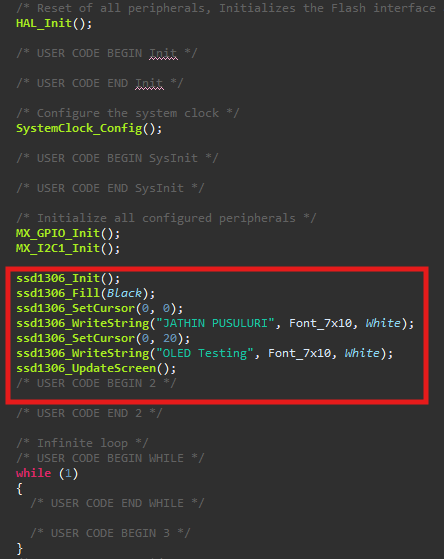 /* Reset of all peripherals, Initializes the Flash interface
HAL_Init();
/* USER CODE BEGIN Init */
/* USER CODE END Init */
/* Configure the system clock */
SystemClock_Config();
/* USER CODE BEGIN SysInit */
/* USER CODE END SysInit */
/* Initialize all configured peripherals */
MX_GPIO_Init();
MX_I2C1_Init();
ssd1306_Init();
ssd1306_Fill(Black);
ssd1306_SetCursor(0, 0);
ssd1306_WriteString("JATHIN PUSULURI", Font_7x10, White);
ssd1306_SetCursor(0, 20);
ssd1306_WriteString("OLED Testing", Font_7x10, White);
ssd1306_UpdateScreen();
/* USER CODE BEGIN 2 */
/* USER CODE END 2 */
/* Infinite loop */
/* USER CODE BEGIN WHILE */
while (1)
{
/* USER CODE END WHILE */
/* USER CODE BEGIN 3 */
}